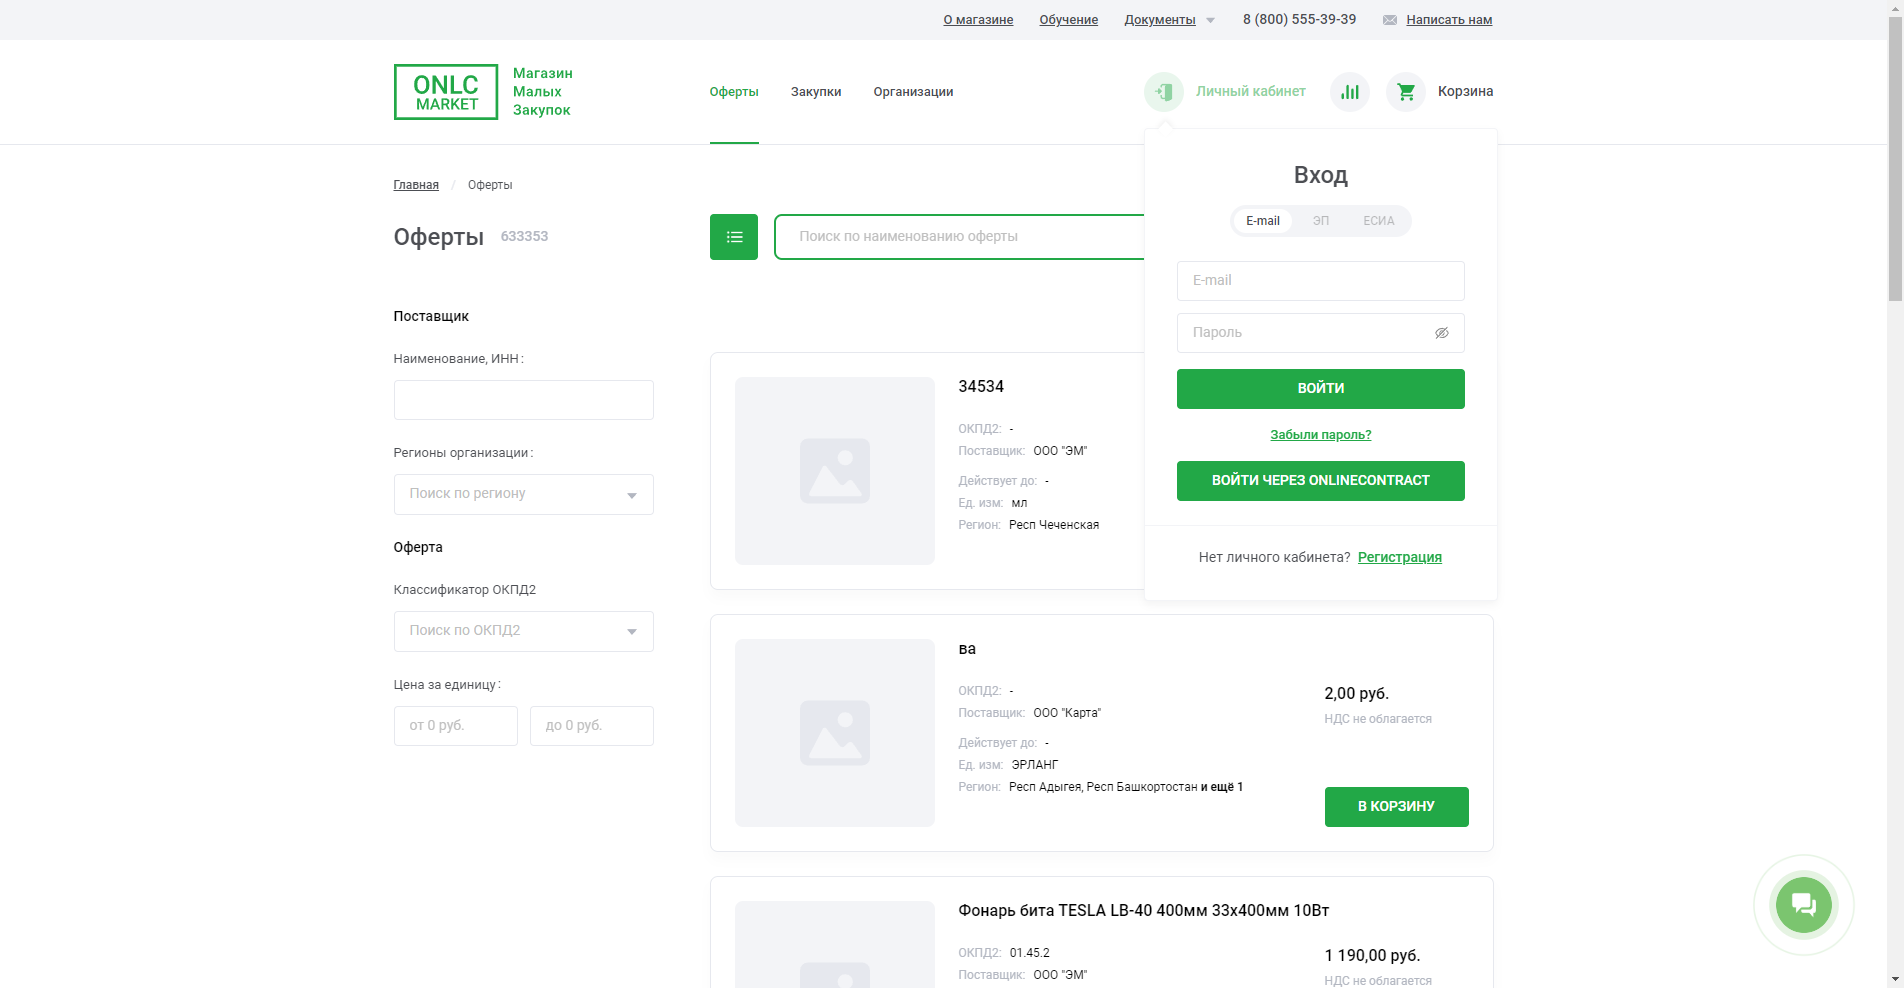 О магазине
Обучение
Документы
8 (800) 555-39-39
Написать нам
ONLC
MARKET
Магазин
Малых
Закупок
Оферты
Закупки
Организации
Личный кабинет
Корзина
Главная / Оферты
Оферты 633353
Поиск по наименованию оферты
Поставщик
Наименование, ИНН:
Регионы организации:
Поиск по региону
Оферта
Классификатор ОКПД2
Поиск по ОКПД2
Цена за единицу:
от 0 руб.
до 0 руб.
Вход
E-mail
ЭП
ЕСИА
E-mail
Пароль
ВОЙТИ
Забыли пароль?
ВОЙТИ ЧЕРЕЗ ONLINECONTRACT
Нет личного кабинета? Регистрация
34534
ОКПД2: -
Поставщик: ООО "ЭМ"
Действует до: -
Ед. изм: мл
Регион: Респ Чеченская
ва
ОКПД2: -
Поставщик: ООО "Карта"
Действует до: -
Ед. изм: ЭРЛАНГ
Регион: Респ Адыгея, Респ Башкортостан и ещё 1
2,00 руб.
НДС не облагается
В КОРЗИНУ
Фонарь бита TESLA LB-40 400мм 33х400мм 10Вт
ОКПД2: 01.45.2
Поставщик: ООО "ЭМ"
1 190,00 руб.
НДС не облагается